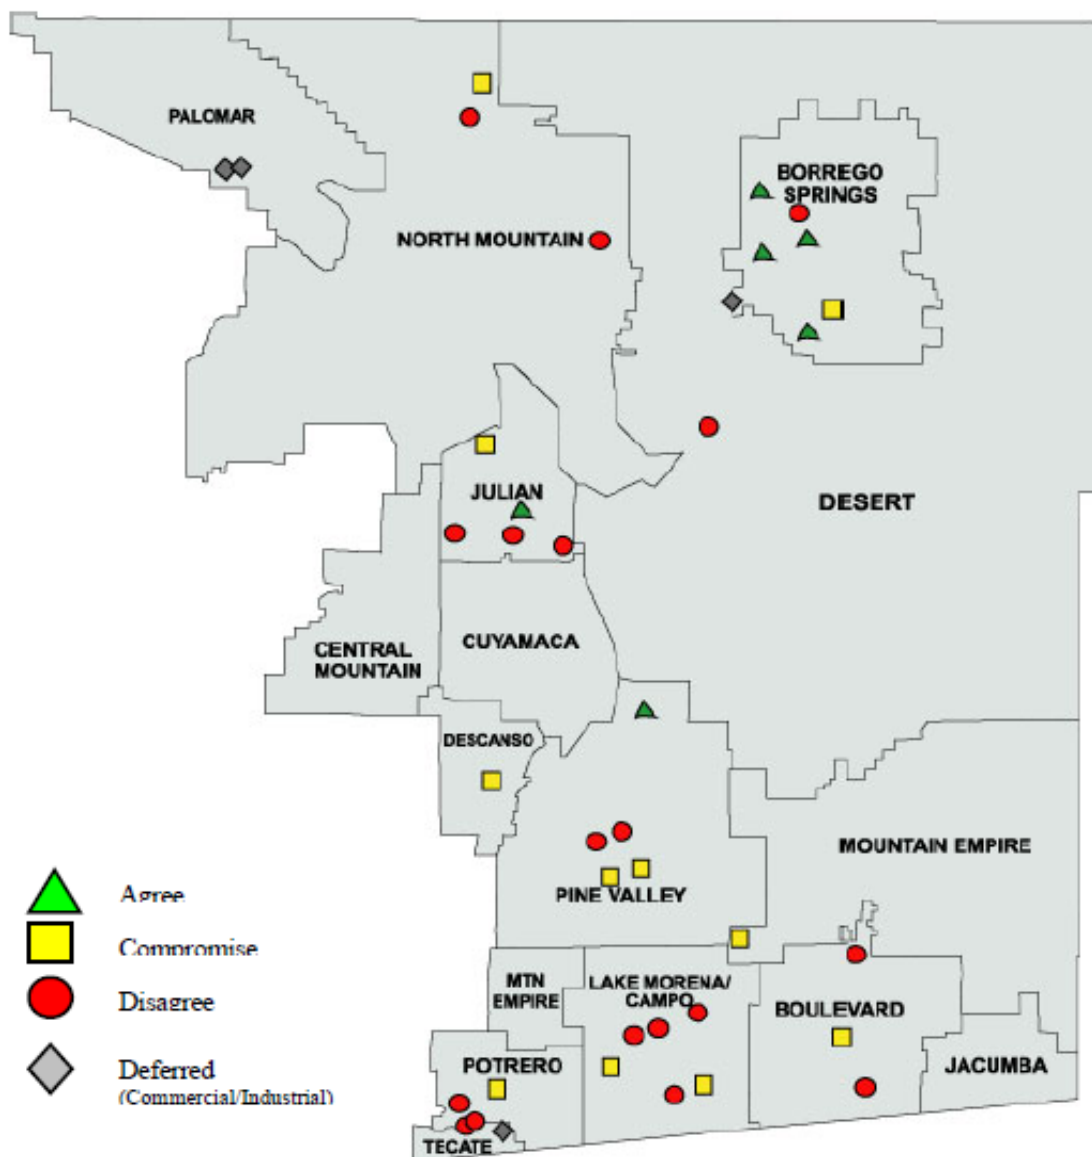 PALOMAR
BORREGO
SPRINGS
NORTH MOUNTAIN
JULIAN
DESERT
CENTRAL
MOUNTAIN
CUYAMACA
DESCANSO
MOUNTAIN EMPIRE
PINE VALLEY
MTN
EMPIRE
LAKE MORENA/
CAMPO
BOULEVARD
POTRERO
JACUMBA
TECATE
Agree
Compromise
Disagree
Deferred
(Commercial/Industrial)